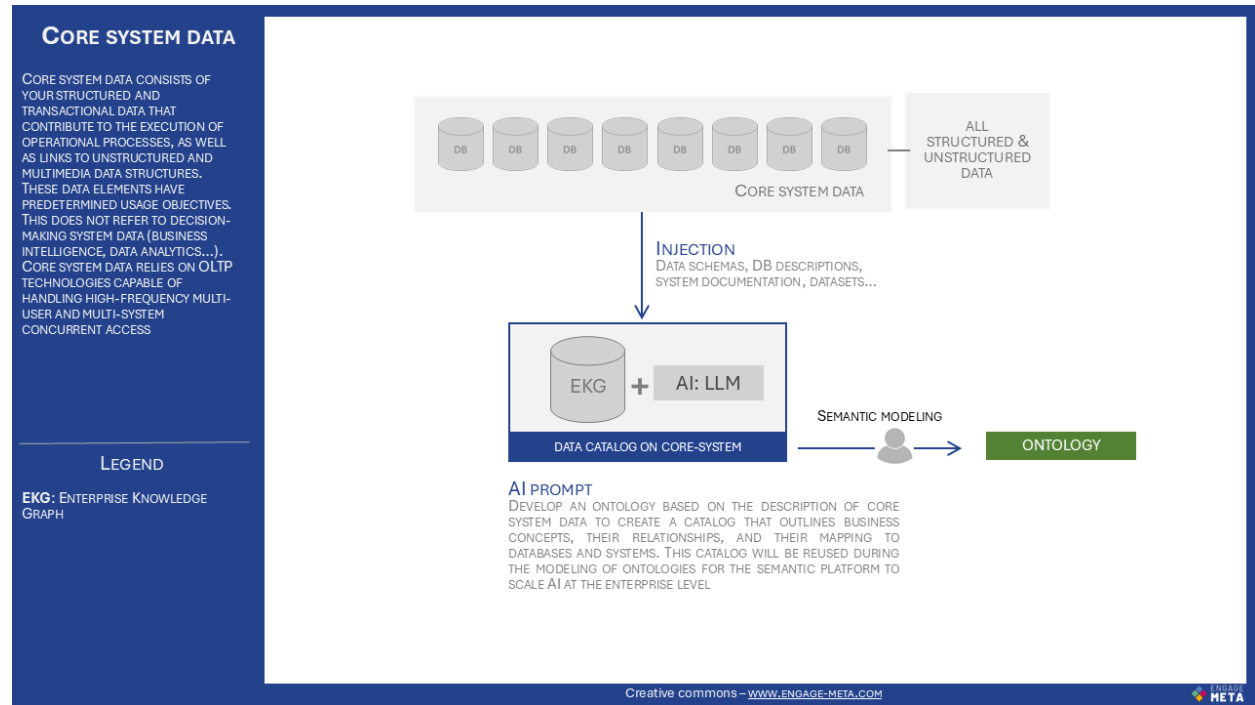 CORE SYSTEM DATA
CORE SYSTEM DATA CONSISTS OF
YOUR STRUCTURED AND
TRANSACTIONAL DATA THAT
CONTRIBUTE TO THE EXECUTION OF
OPERATIONAL PROCESSES, AS WELL
AS LINKS TO UNSTRUCTURED AND
MULTIMEDIA DATA STRUCTURES.
THESE DATA ELEMENTS HAVE
PREDETERMINED USAGE OBJECTIVES.
THIS DOES NOT REFER TO DECISION-
MAKING SYSTEM DATA (BUSINESS
INTELLIGENCE, DATA ANALYTICS...).
CORE SYSTEM DATA RELIES ON OLTP
TECHNOLOGIES CAPABLE OF
HANDLING HIGH-FREQUENCY MULTI-
USER AND MULTI-SYSTEM
CONCURRENT ACCESS
LEGEND
EKG: ENTERPRISE KNOWLEDGE
GRAPH
DB DB DB DB DB DB DB DB
CORE SYSTEM DATA
ALL
STRUCTURED &
UNSTRUCTURED
DATA
INJECTION
DATA SCHEMAS, DB DESCRIPTIONS,
SYSTEM DOCUMENTATION, DATASETS...
EKG + AI: LLM
DATA CATALOG ON CORE-SYSTEM
SEMANTIC MODELING
ONTOLOGY
AI PROMPT
DEVELOP AN ONTOLOGY BASED ON THE DESCRIPTION OF CORE
SYSTEM DATA TO CREATE A CATALOG THAT OUTLINES BUSINESS
CONCEPTS, THEIR RELATIONSHIPS, AND THEIR MAPPING TO
DATABASES AND SYSTEMS. THIS CATALOG WILL BE REUSED DURING
THE MODELING OF ONTOLOGIES FOR THE SEMANTIC PLATFORM TO
SCALE AI AT THE ENTERPRISE LEVEL
Creative commons – WWW.ENGAGE-META.COM
ENGAGE
META